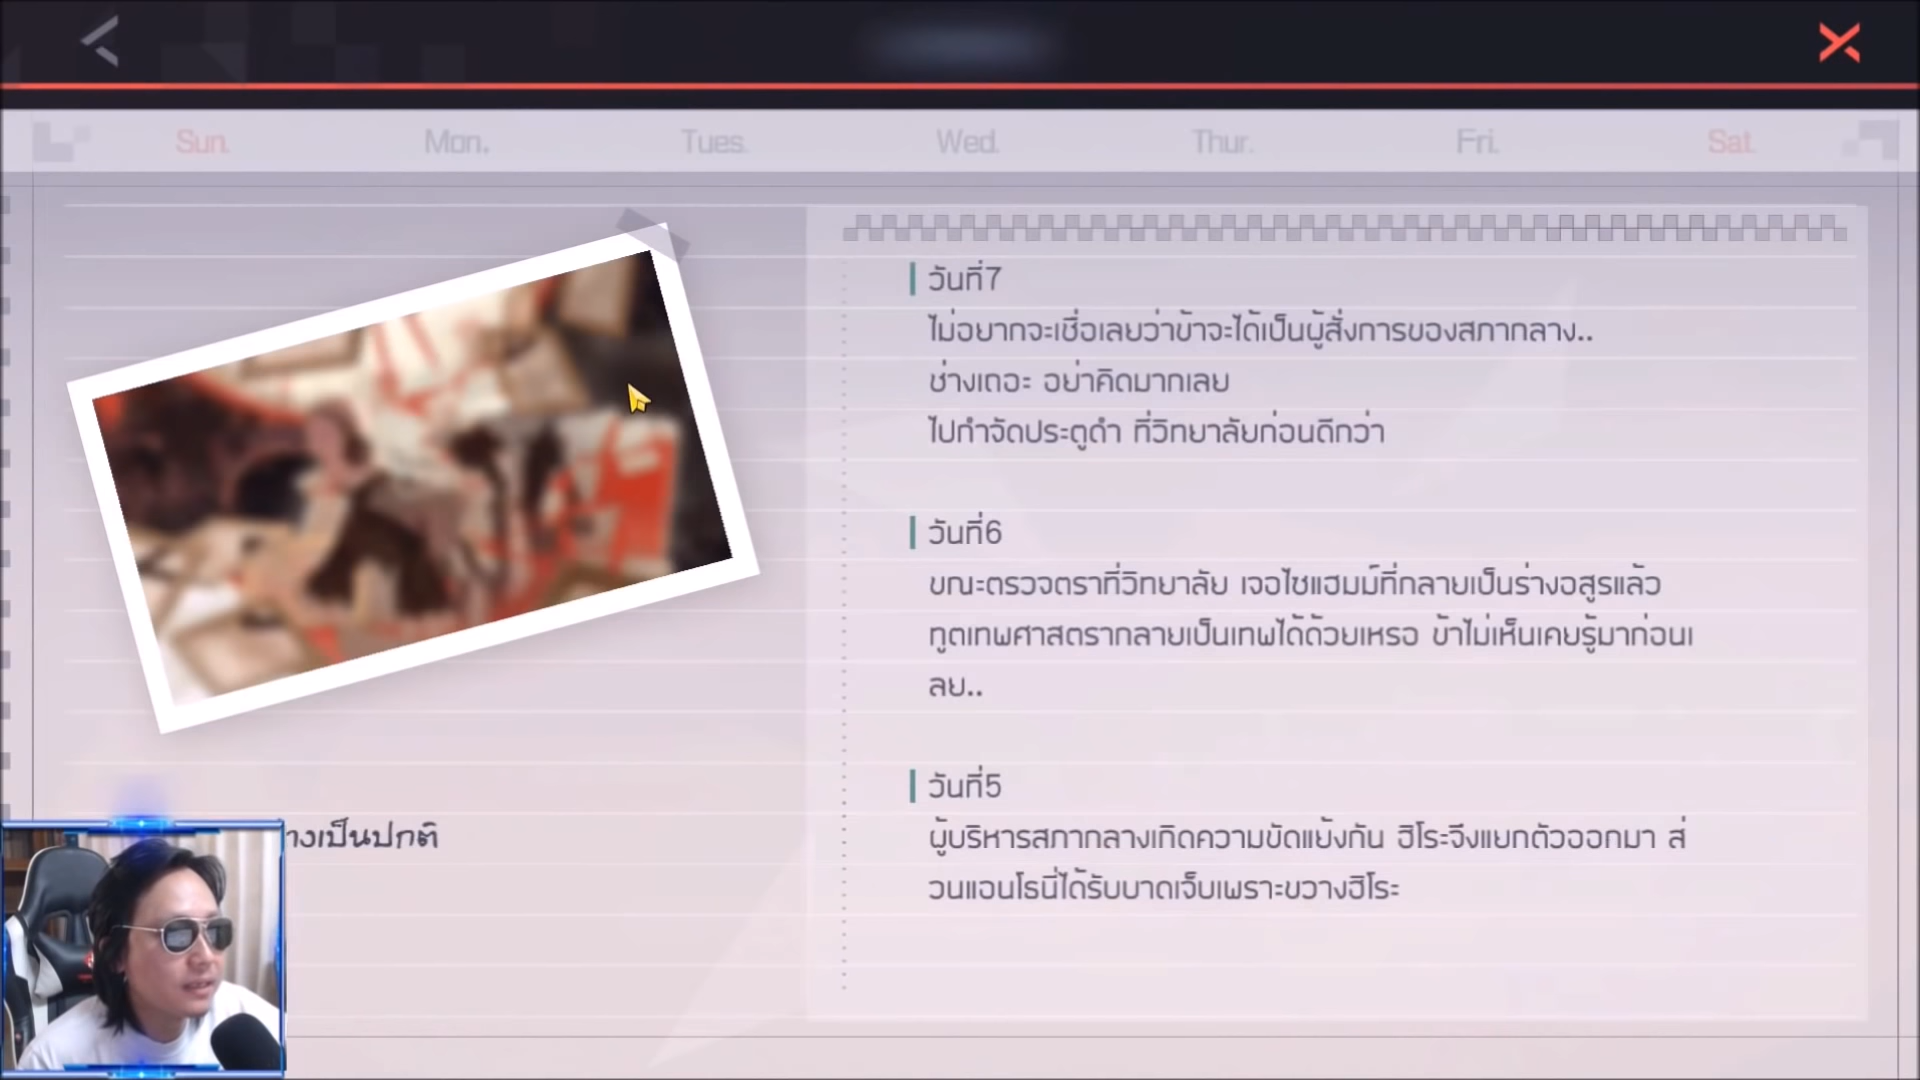 Sun.
Mon.
Tues.
Wed.
Thur.
Fri.
Sat.
วันที่7
ไม่อยากจะเชื่อเลยว่าข้าจะได้เป็นผู้สั่งการของสภากลาง..
ช่างเถอะ อย่าคิดมากเลย
ไปกำจัดประตูดำ ที่วิทยาลัยก่อนดีกว่า
วันที่6
ขณะตรวจตราที่วิทยาลัย เจอไซแฮมม์ที่กลายเป็นร่างอสูรแล้ว
ทูตเทพศาสตรากลายเป็นเทพได้ด้วยเหรอ ข้าไม่เห็นเคยรู้มาก่อนเ
ลย..
วันที่5
ผู้บริหารสภากลางเกิดความขัดแย้งกัน ฮิโระจึงแยกตัวออกมา ส่
วนแอนโธนี่ได้รับบาดเจ็บเพราะขวางฮิโระ
างเป็นปกติ